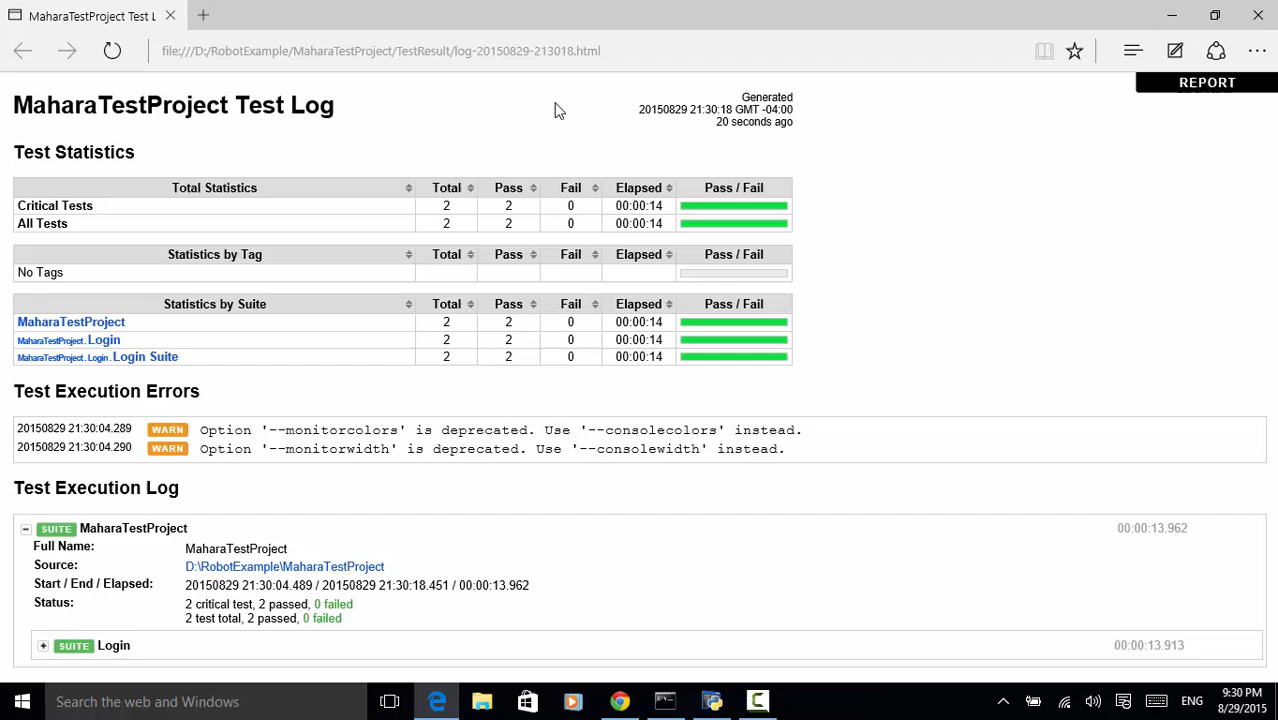 MaharaTestProject Test L
file:///D:/RobotExample/MaharaTestProject/TestResult/log-20150829-213018.html
REPORT
MaharaTestProject Test Log
Generated
20150829 21:30:18 GMT -04:00
20 seconds ago
Test Statistics
Total Statistics Total Pass Fail Elapsed Pass / Fail
Critical Tests 2 2 0 00:00:14
All Tests 2 2 0 00:00:14
Statistics by Tag Total Pass Fail Elapsed Pass / Fail
No Tags
Statistics by Suite Total Pass Fail Elapsed Pass / Fail
MaharaTestProject 2 2 0 00:00:14
MaharaTestProject . Login 2 2 0 00:00:14
MaharaTestProject . Login . Login Suite 2 2 0 00:00:14
Test Execution Errors
20150829 21:30:04.289 WARN Option '--monitorcolors' is deprecated. Use '--consolecolors' instead.
20150829 21:30:04.290 WARN Option '--monitorwidth' is deprecated. Use '--consolewidth' instead.
Test Execution Log
SUITE MaharaTestProject 00:00:13.962
Full Name: MaharaTestProject
Source: D:\RobotExample\MaharaTestProject
Start / End / Elapsed: 20150829 21:30:04.489 / 20150829 21:30:18.451 / 00:00:13.962
Status: 2 critical test, 2 passed, 0 failed
2 test total, 2 passed, 0 failed
SUITE Login 00:00:13.913
Search the web and Windows
ENG
9:30 PM
8/29/2015